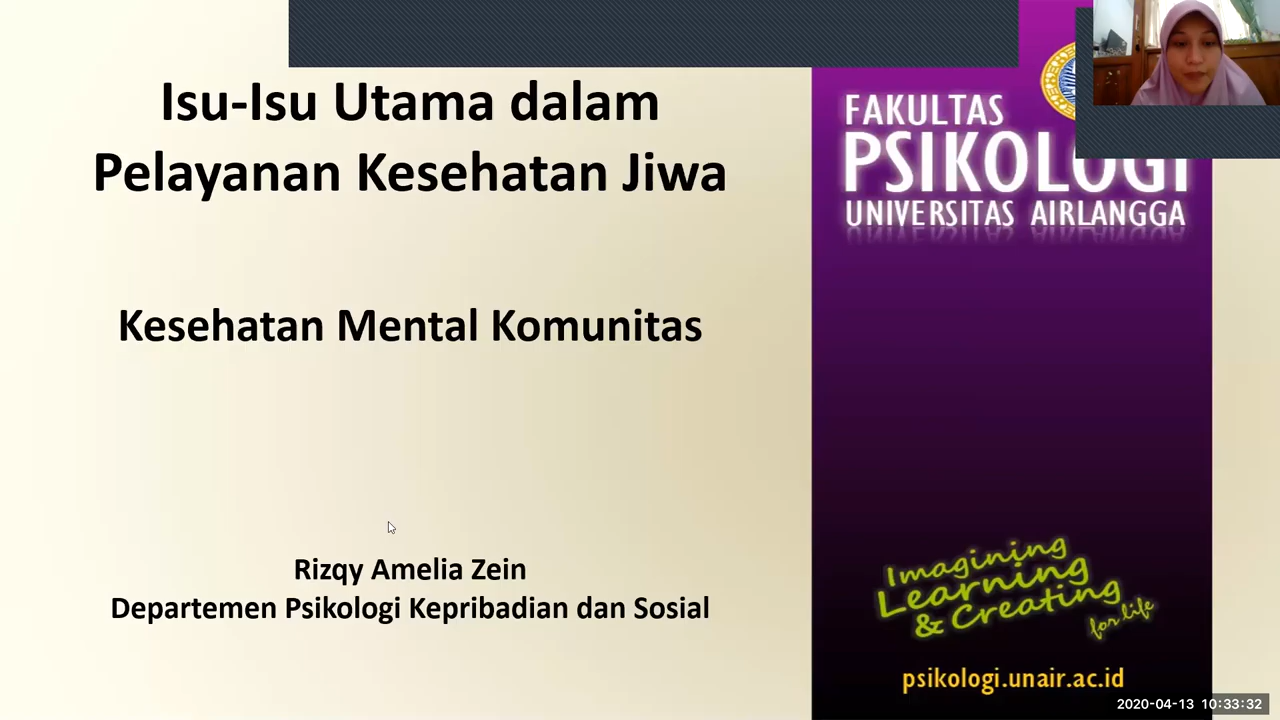 Isu-Isu Utama dalam
Pelayanan Kesehatan Jiwa
Kesehatan Mental Komunitas
Rizqy Amelia Zein
Departemen Psikologi Kepribadian dan Sosial
FAKULTAS
PSIKOLOGI
UNIVERSITAS AIRLANGGA
Imagining
Learning
& Creating
for life
psikologi.unair.ac.id
2020-04-13 10:33:32